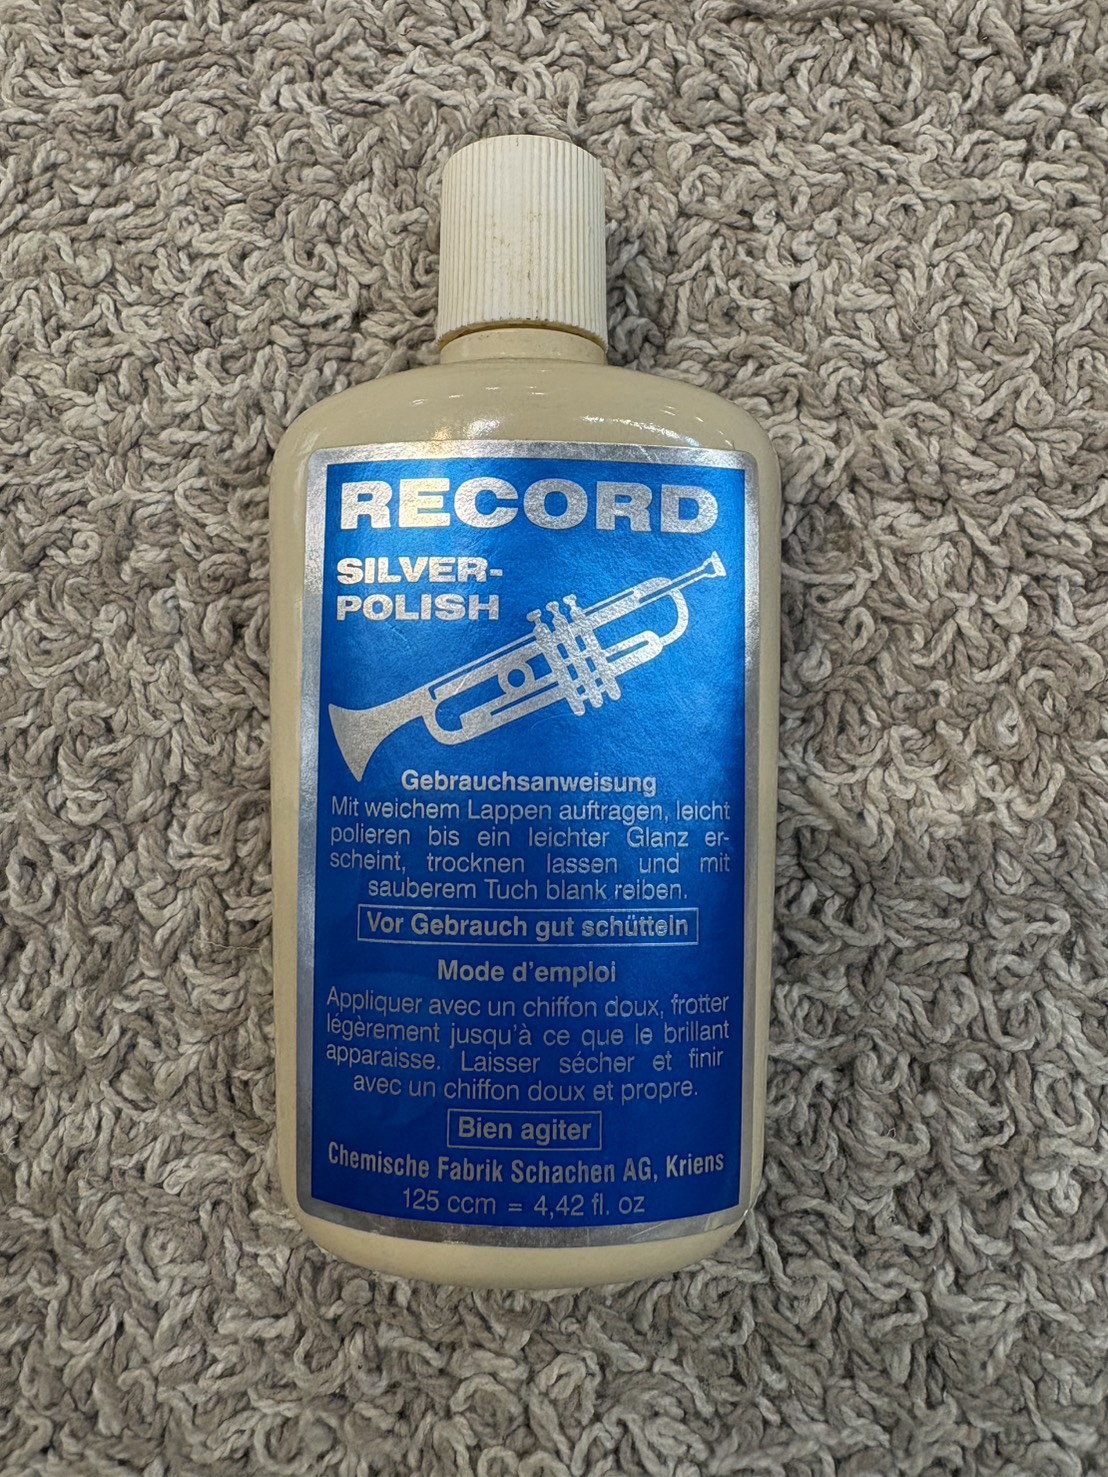 RECORD
SILVER-
POLISH
Gebrauchsanweisung
Mit weichem Lappen auftragen, leicht
polieren bis ein leichter Glanz er-
scheint, trocknen lassen und mit
sauberem Tuch blank reiben.
Vor Gebrauch gut schütteln
Mode d'emploi
Appliquer avec un chiffon doux, frotter
légèrement jusqu'à ce que le brillant
apparaisse. Laisser sécher et finir
avec un chiffon doux et propre.
Bien agiter
Chemische Fabrik Schachen AG, Kriens
125 ccm = 4,42 fl. oz